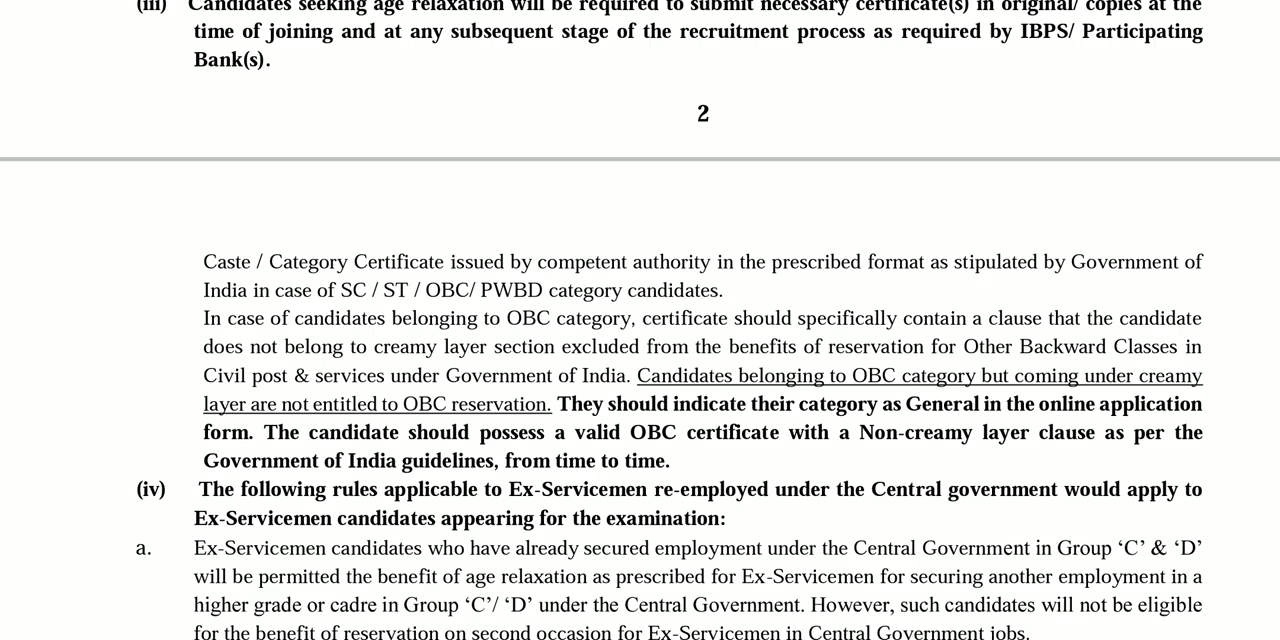 (iii) Candidates seeking age relaxation will be required to submit necessary certificate(s) in original/ copies at the
time of joining and at any subsequent stage of the recruitment process as required by IBPS/ Participating
Bank(s).
2
Caste / Category Certificate issued by competent authority in the prescribed format as stipulated by Government of
India in case of SC / ST / OBC/ PWBD category candidates.
In case of candidates belonging to OBC category, certificate should specifically contain a clause that the candidate
does not belong to creamy layer section excluded from the benefits of reservation for Other Backward Classes in
Civil post & services under Government of India. Candidates belonging to OBC category but coming under creamy
layer are not entitled to OBC reservation. They should indicate their category as General in the online application
form. The candidate should possess a valid OBC certificate with a Non-creamy layer clause as per the
Government of India guidelines, from time to time.
(iv) The following rules applicable to Ex-Servicemen re-employed under the Central government would apply to
Ex-Servicemen candidates appearing for the examination:
a. Ex-Servicemen candidates who have already secured employment under the Central Government in Group ‘C’ & ‘D’
will be permitted the benefit of age relaxation as prescribed for Ex-Servicemen for securing another employment in a
higher grade or cadre in Group ‘C’/ ‘D’ under the Central Government. However, such candidates will not be eligible
for the benefit of reservation on second occasion for Ex-Servicemen in Central Government jobs.